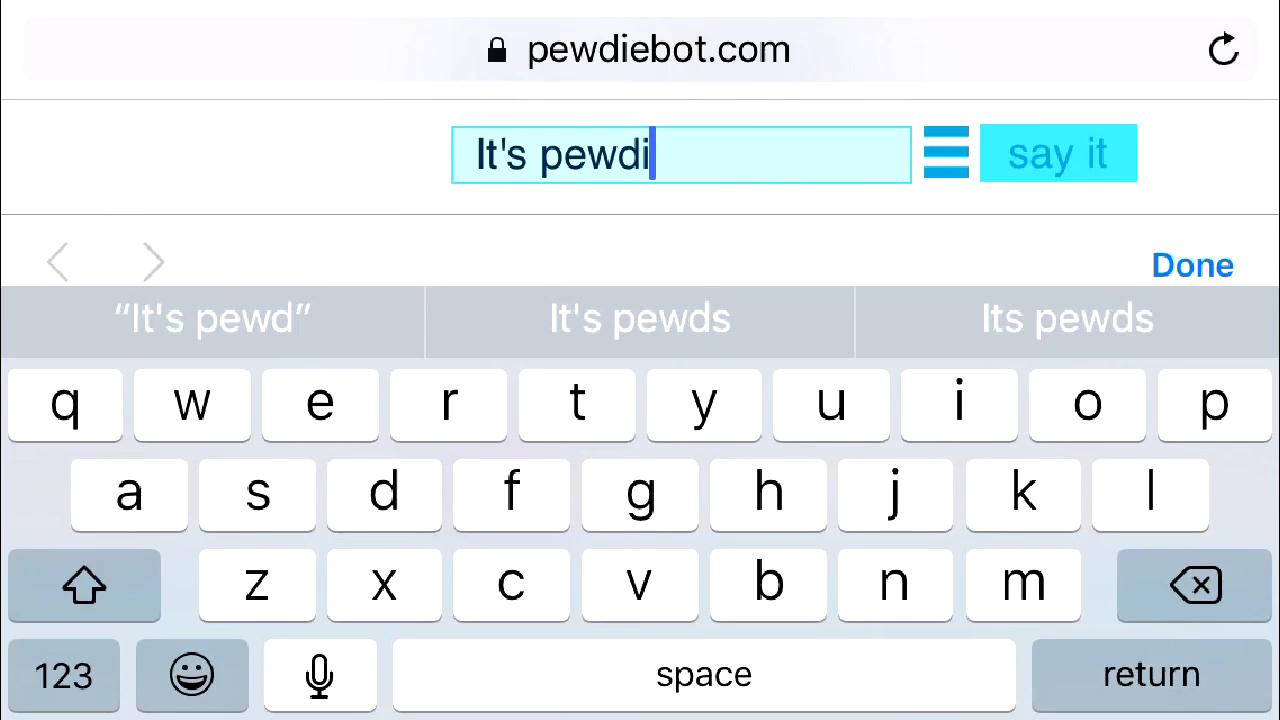 pewdiebot.com
It's pewdi say it
Done
“It's pewd” It's pewds Its pewds
q w e r t y u i o p
a s d f g h j k l
z x c v b n m
123 space return